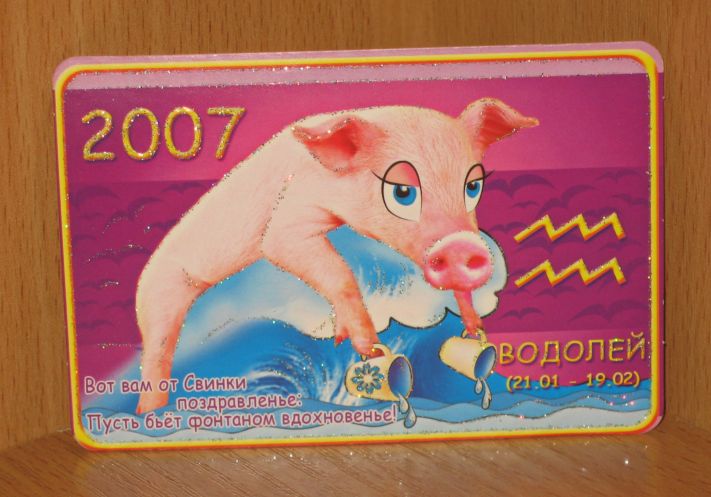 2007
ВОДОЛЕЙ
(21.01 - 19.02)
Вот вам от Свинки
поздравленье:
Пусть бьёт фонтаном вдохновенье!